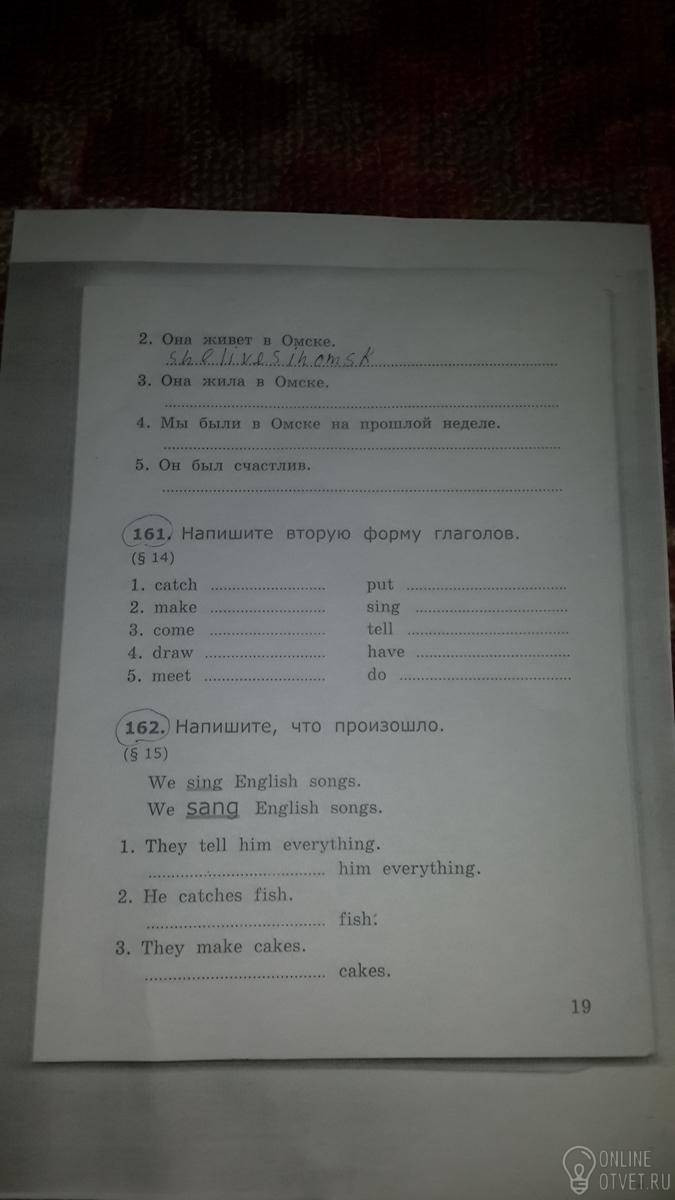 2. Она живет в Омске.
she lives in omsk
3. Она жила в Омске.
4. Мы были в Омске на прошлой неделе.
5. Он был счастлив.
161. Напишите вторую форму глаголов.
(§ 14)
1. catch ........................ put ........................
2. make ........................ sing ........................
3. come ........................ tell ........................
4. draw ........................ have ........................
5. meet ........................ do ........................
162. Напишите, что произошло.
(§ 15)
We sing English songs.
We sang English songs.
1. They tell him everything.
........................ him everything.
2. He catches fish.
........................ fish.
3. They make cakes.
........................ cakes.
19
ONLINE
OTVET.RU